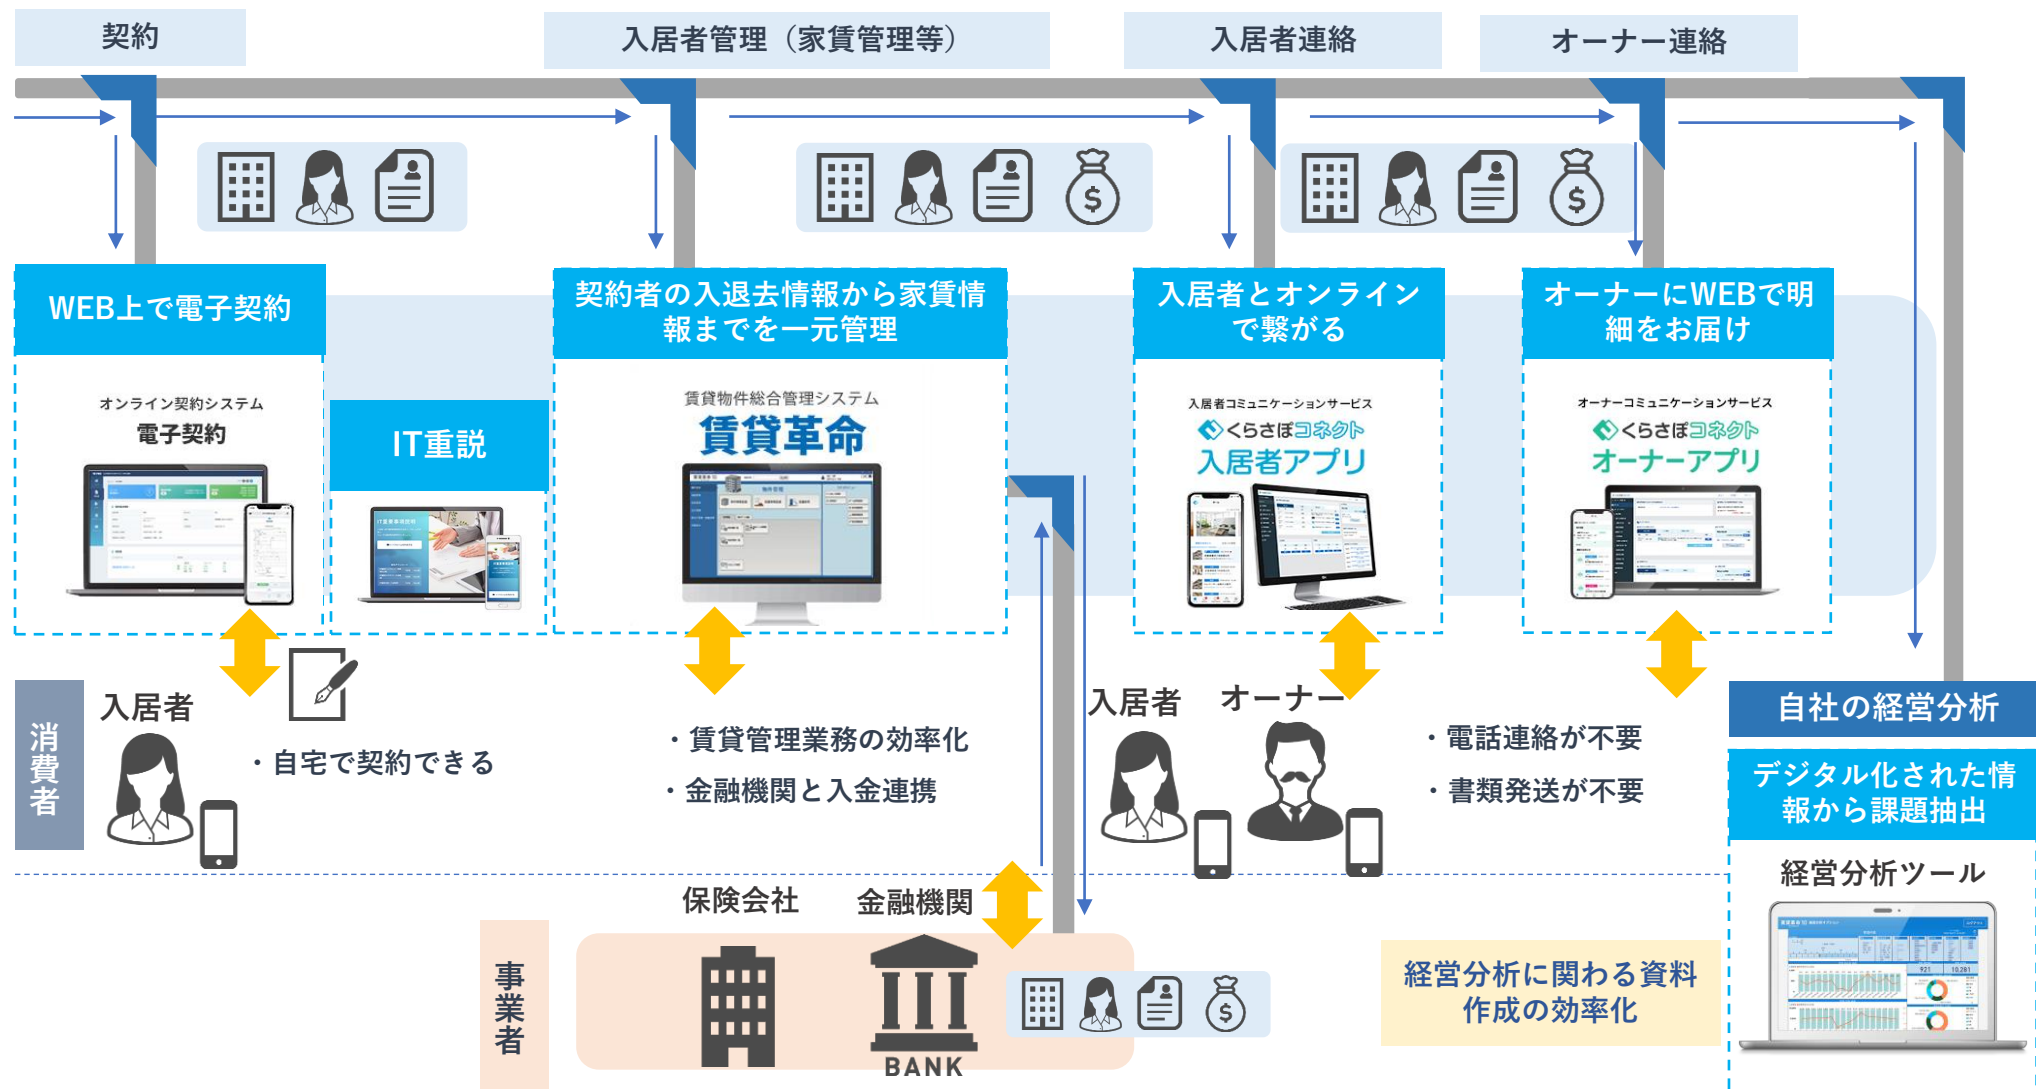 契約
入居者管理（家賃管理等）
入居者連絡
オーナー連絡
WEB上で電子契約
契約者の入退去情報から家賃情
報までを一元管理
入居者とオンライン
で繋がる
オーナーにWEBで明
細をお届け
オンライン契約システム
電子契約
IT重説
賃貸物件総合管理システム
賃貸革命
入居者コミュニケーションサービス
くらさぽコネクト
入居者アプリ
オーナーコミュニケーションサービス
くらさぽコネクト
オーナーアプリ
消費者
入居者
・自宅で契約できる
・賃貸管理業務の効率化
・金融機関と入金連携
入居者
オーナー
・電話連絡が不要
・書類発送が不要
自社の経営分析
デジタル化された情
報から課題抽出
経営分析ツール
921
10,281
事業者
保険会社
金融機関
BANK
経営分析に関わる資料
作成の効率化